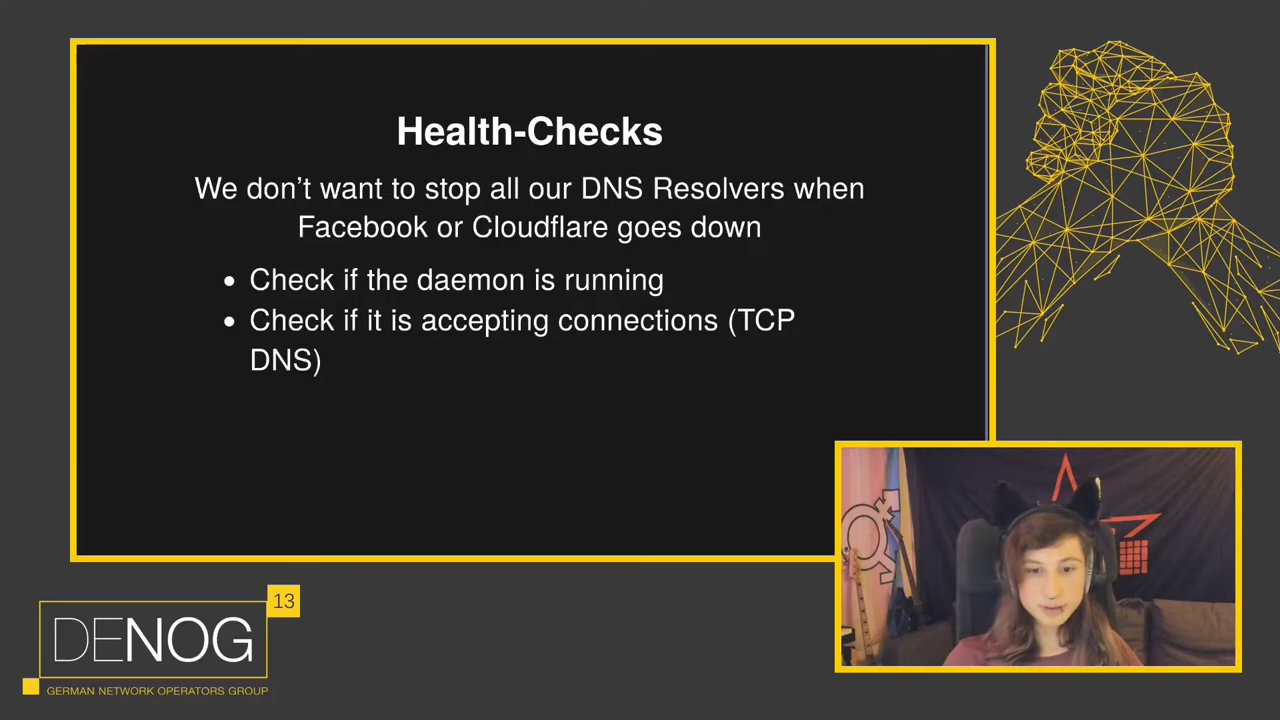 Health-Checks
We don't want to stop all our DNS Resolvers when
Facebook or Cloudflare goes down
• Check if the daemon is running
• Check if it is accepting connections (TCP
DNS)
13
DENOG
GERMAN NETWORK OPERATORS GROUP